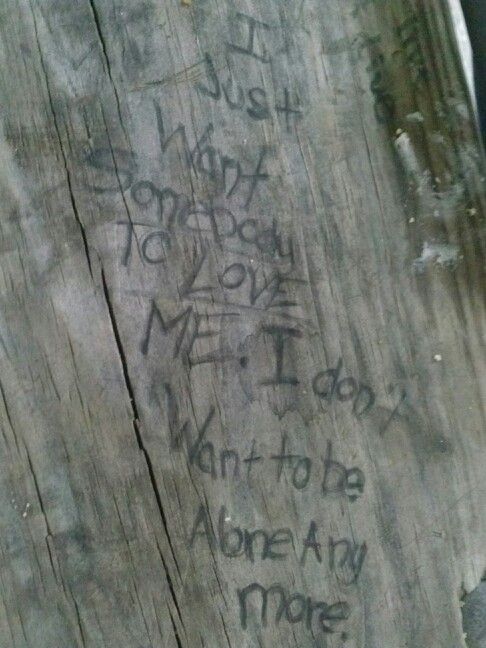 I
Just
Want
Somebody
TO LOVE
ME. I don't
Want to be
Alone Any
more.